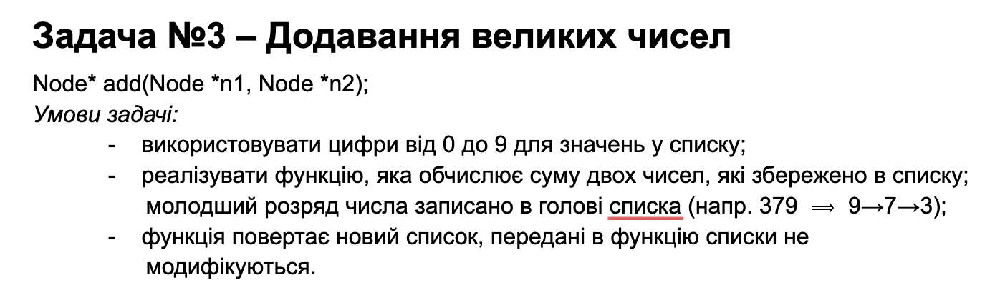 Задача №3 – Додавання великих чисел
Node* add(Node *n1, Node *n2);
Умови задачі:
- використовувати цифри від 0 до 9 для значень у списку;
- реалізувати функцію, яка обчислює суму двох чисел, які збережено в списку;
молодший розряд числа записано в голові списка (напр. 379 ⟹ 9→7→3);
- функція повертає новий список, передані в функцію списки не
модифікуються.